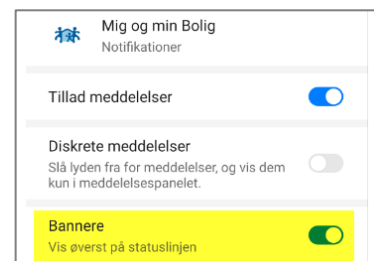 Mig og min Bolig
Notifikationer
Tillad meddelelser
Diskrete meddelelser
Slå lyden fra for meddelelser, og vis dem
kun i meddelelsespanelet.
Bannere
Vis øverst på statuslinjen